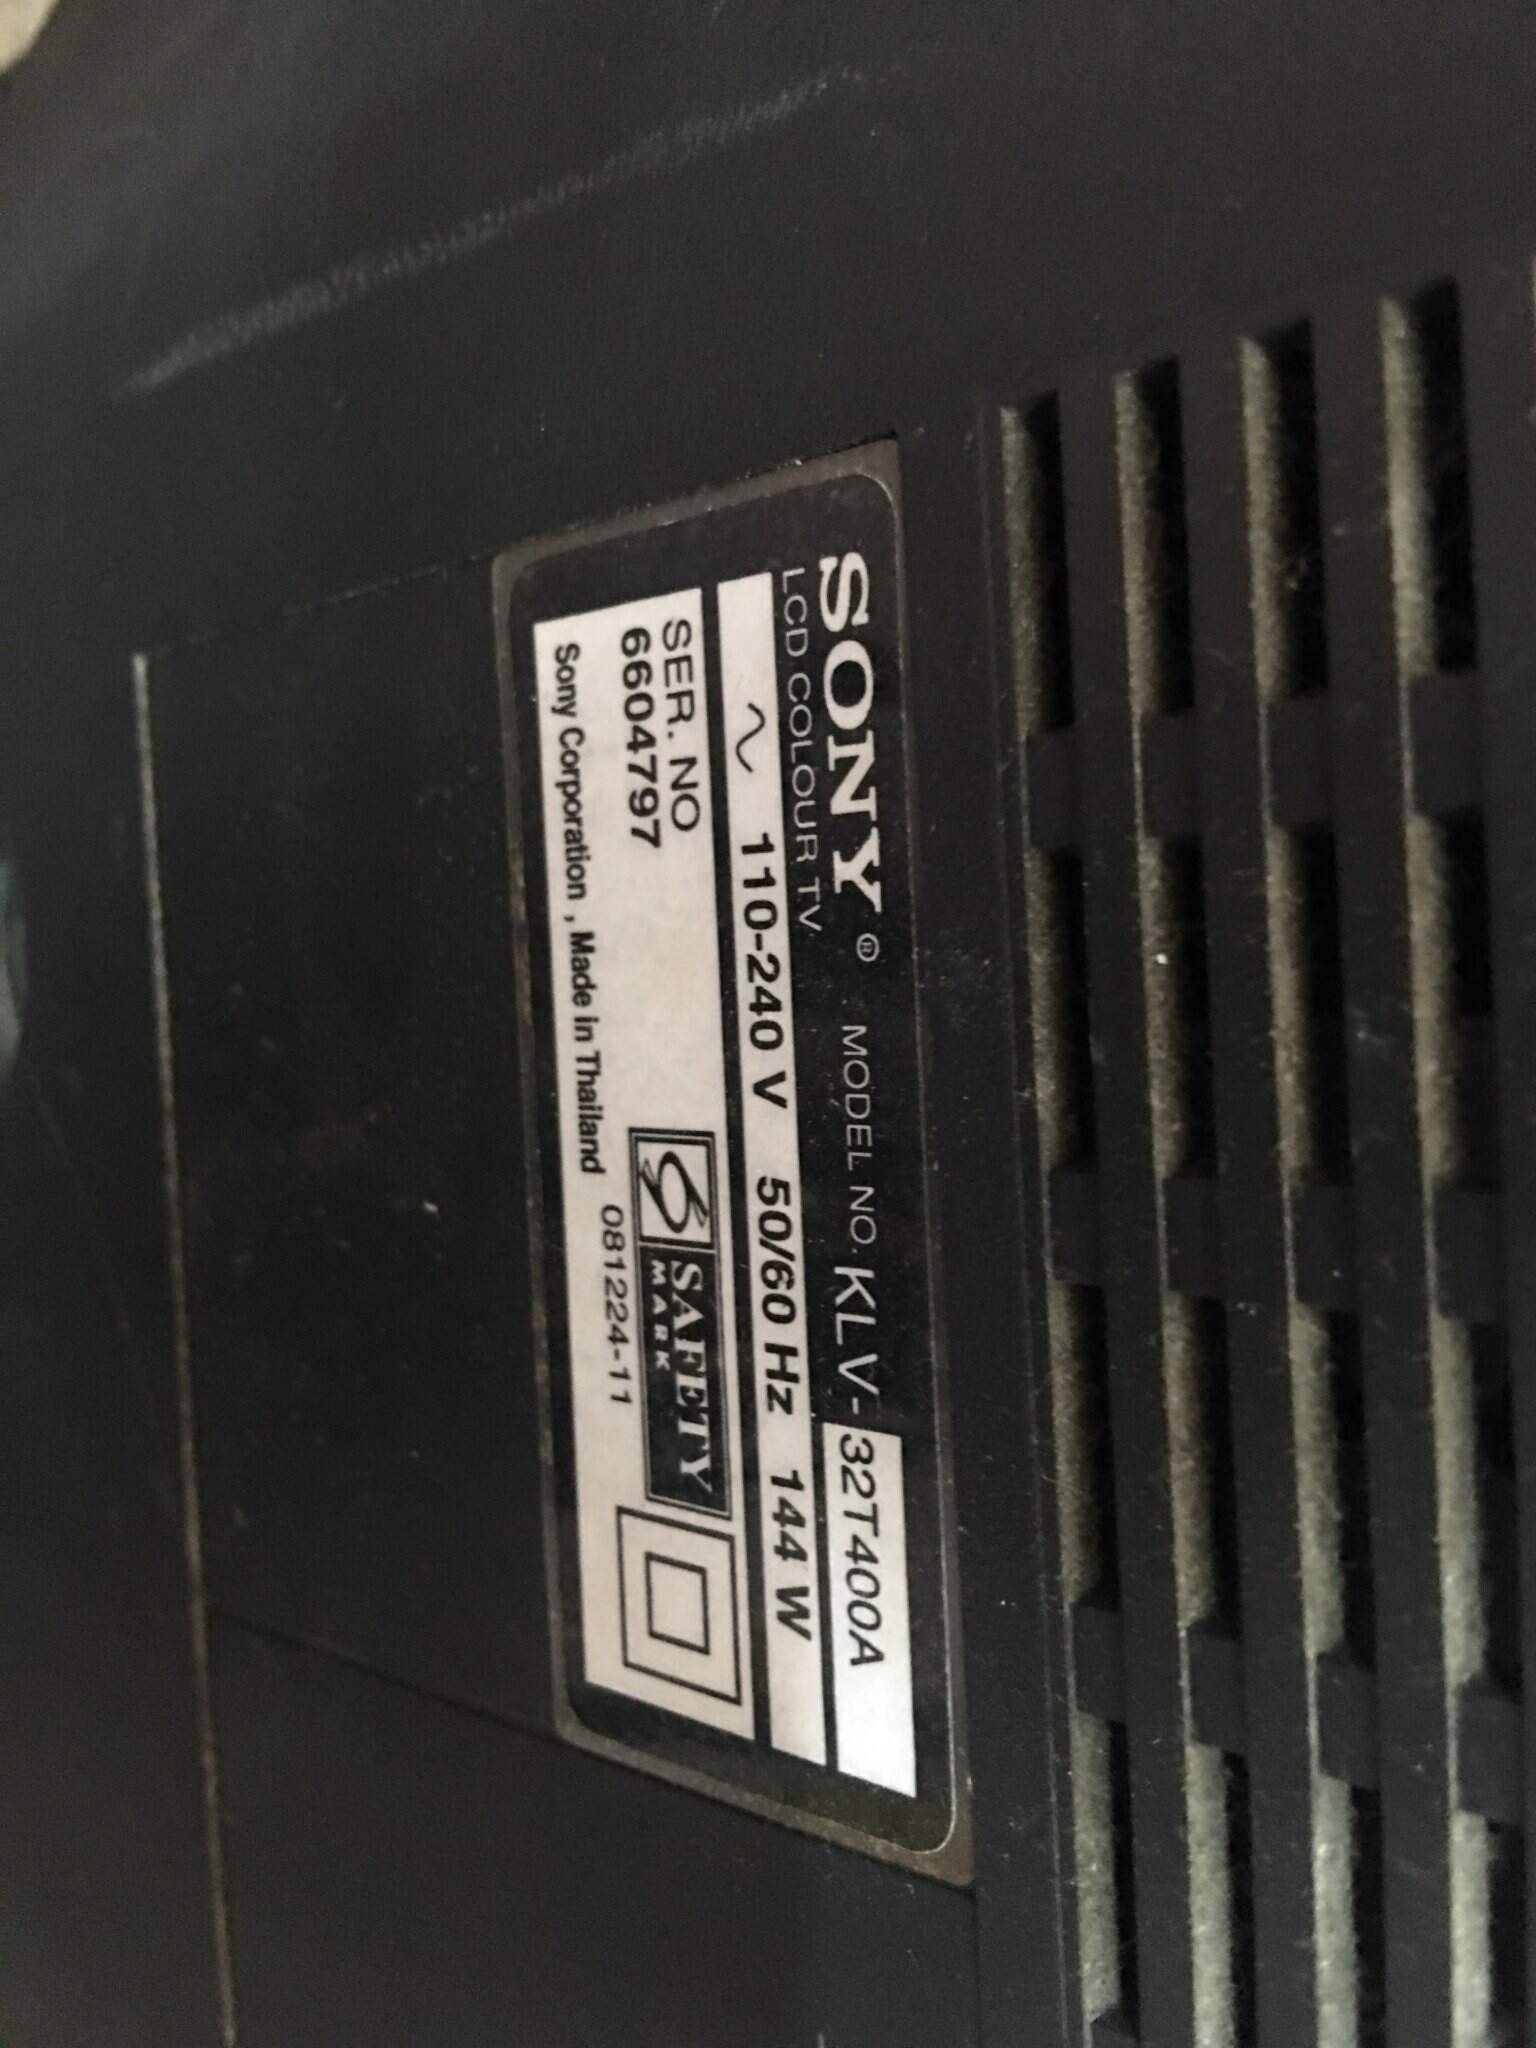 SONY® MODEL NO. KLV-32T400A
LCD COLOUR TV
110-240 V 50/60 Hz 144 W
SER. NO
6604797
SAFETY
MARK
Sony Corporation , Made in Thailand 081224-11